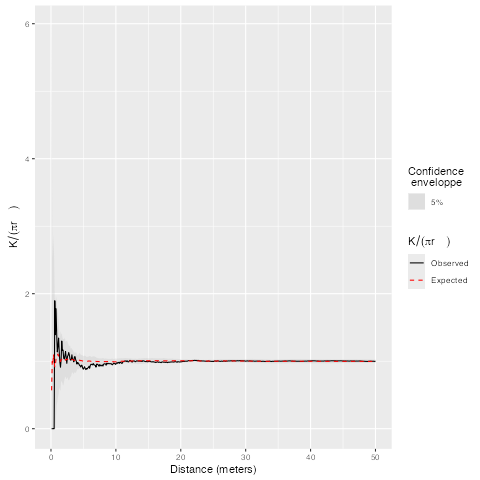 6
4
2
0
K/(πr )
0
10
20
30
40
50
Distance (meters)
Confidence
enveloppe
5%
K/(πr )
Observed
Expected